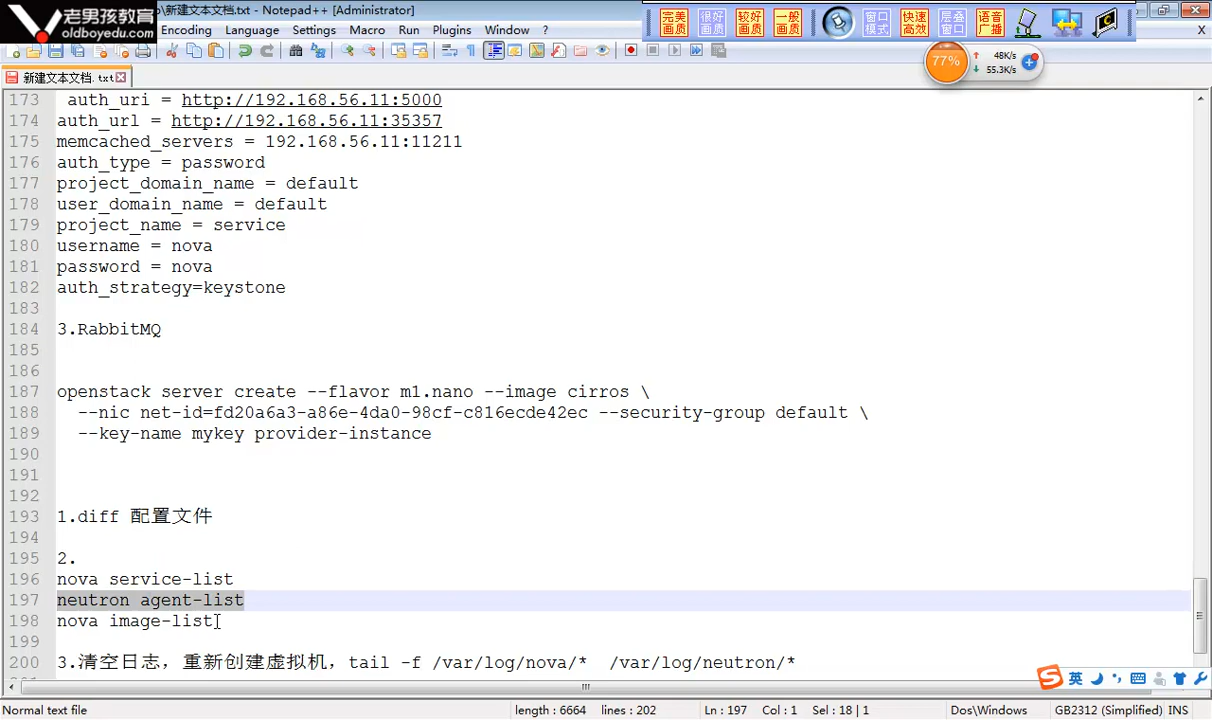 老男孩教育
oldboyedu.com
\新建文本文档.txt - Notepad++ [Administrator]
Encoding Language Settings Macro Run Plugins Window ? X
完美画质 很好画质 较好画质 一般画质 窗口模式 快速高效 层叠窗口 语音广播
77% 48K/s
55.3K/s
新建文本文档. txt
173 auth_uri = http://192.168.56.11:5000
174 auth_url = http://192.168.56.11:35357
175 memcached_servers = 192.168.56.11:11211
176 auth_type = password
177 project_domain_name = default
178 user_domain_name = default
179 project_name = service
180 username = nova
181 password = nova
182 auth_strategy=keystone
183
184 3.RabbitMQ
185
186
187 openstack server create --flavor m1.nano --image cirros \
188 --nic net-id=fd20a6a3-a86e-4da0-98cf-c816ecde42ec --security-group default \
189 --key-name mykey provider-instance
190
191
192
193 1.diff 配置文件
194
195 2.
196 nova service-list
197 neutron agent-list
198 nova image-list
199
200 3.清空日志，重新创建虚拟机，tail -f /var/log/nova/* /var/log/neutron/*
英
Normal text file length : 6664 lines : 202 Ln : 197 Col : 1 Sel : 18 | 1 Dos\Windows GB2312 (Simplified) INS